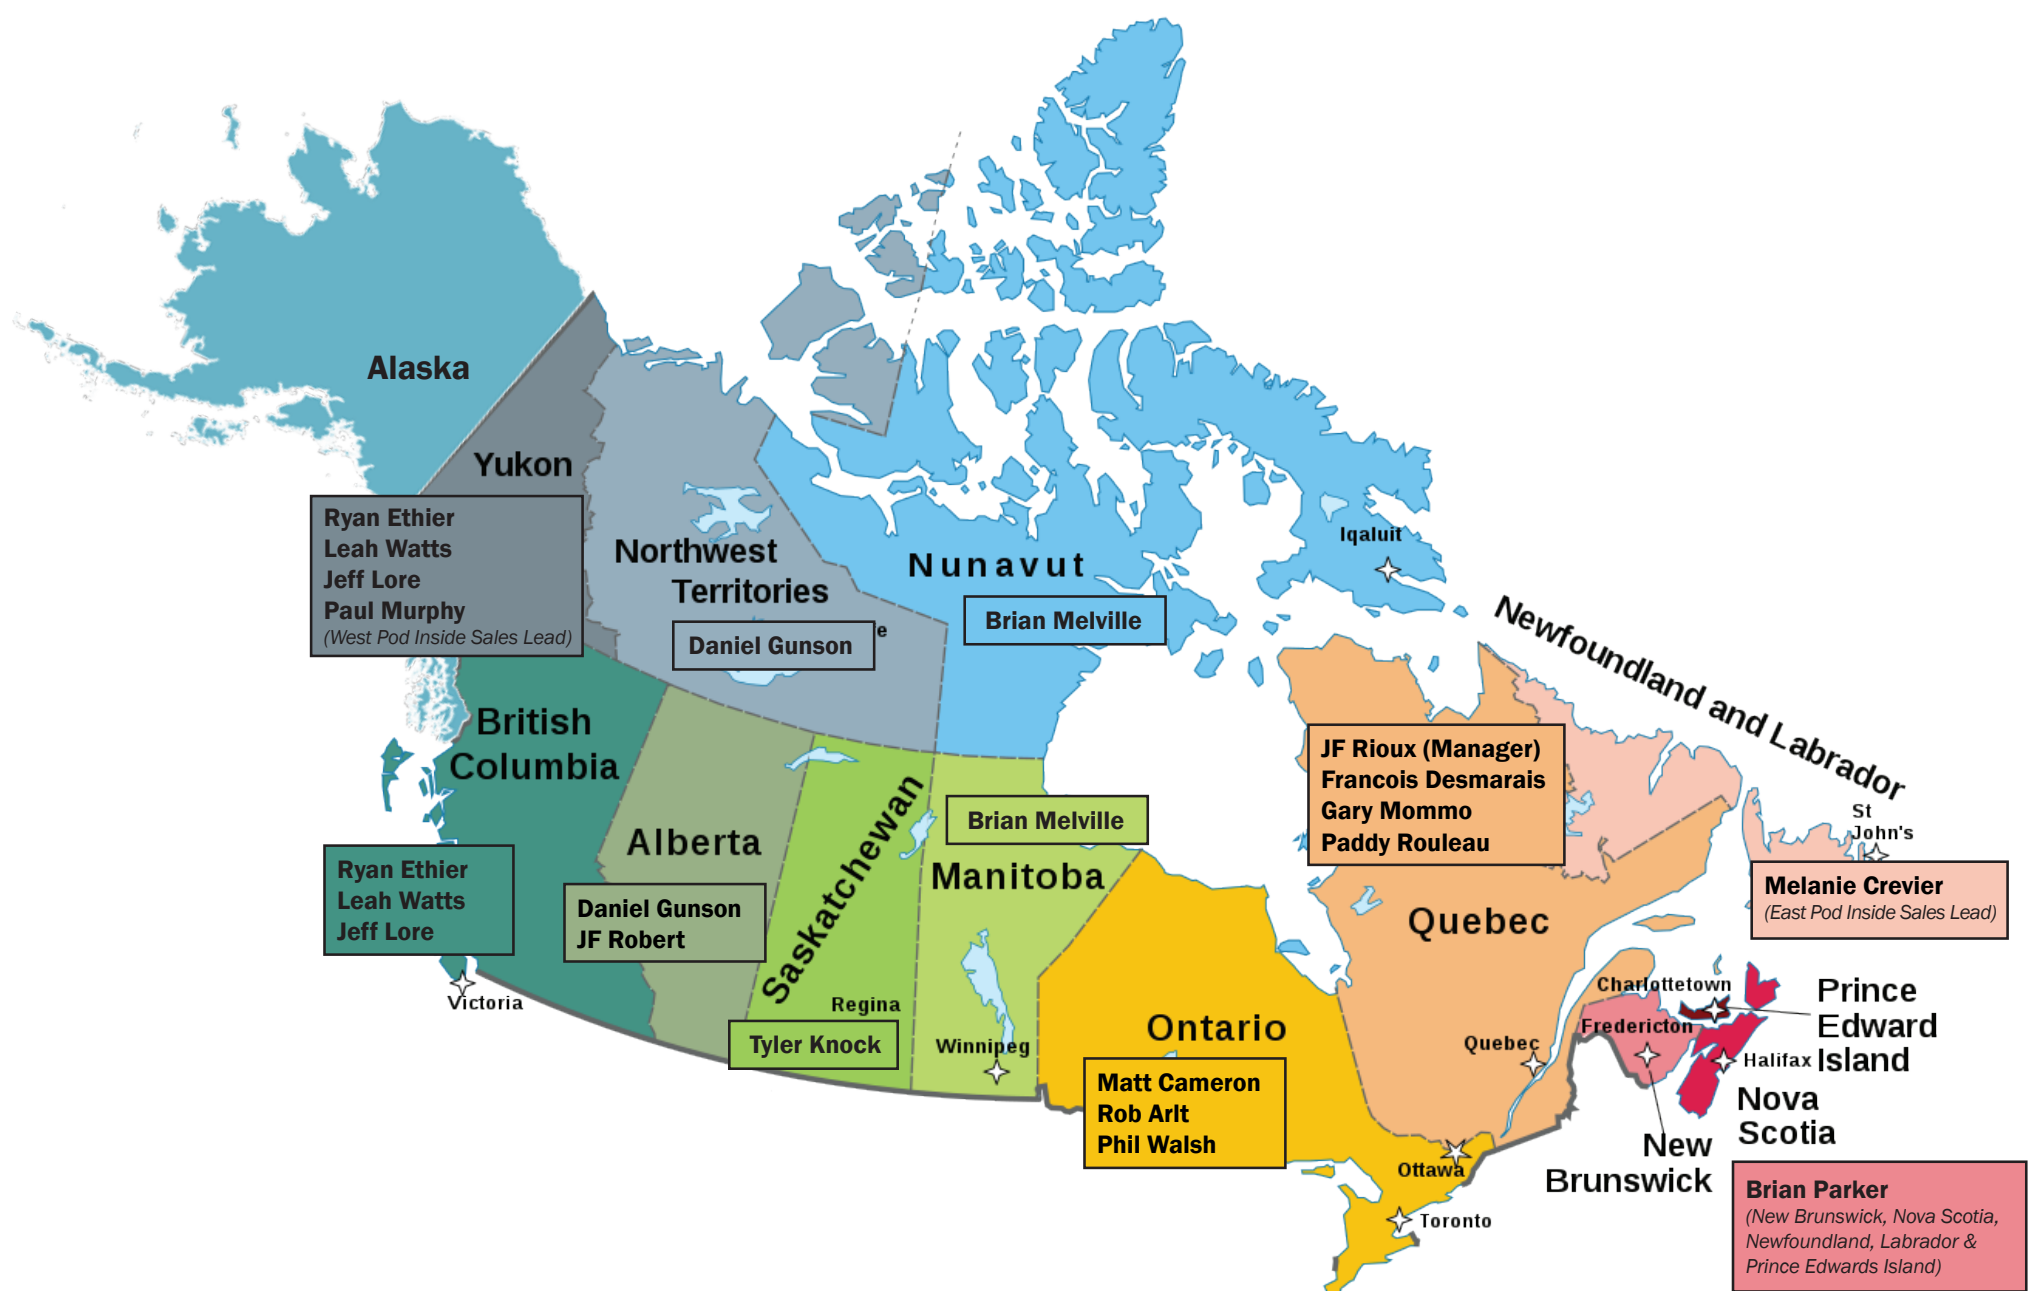 Alaska
Yukon
Ryan Ethier
Leah Watts
Jeff Lore
Paul Murphy
(West Pod Inside Sales Lead)
Northwest
Territories
e
Daniel Gunson
Nunavut
Brian Melville
Iqaluit
Newfoundland and Labrador
St
John's
Melanie Crevier
(East Pod Inside Sales Lead)
British
Columbia
Ryan Ethier
Leah Watts
Jeff Lore
Victoria
Alberta
Daniel Gunson
JF Robert
Saskatchewan
Regina
Tyler Knock
Brian Melville
Manitoba
Winnipeg
Ontario
Matt Cameron
Rob Arlt
Phil Walsh
Ottawa
Toronto
JF Rioux (Manager)
Francois Desmarais
Gary Mommo
Paddy Rouleau
Quebec
Quebec
Charlottetown
Fredericton
Halifax
Prince
Edward
Island
Nova
Scotia
New
Brunswick
Brian Parker
(New Brunswick, Nova Scotia,
Newfoundland, Labrador &
Prince Edwards Island)